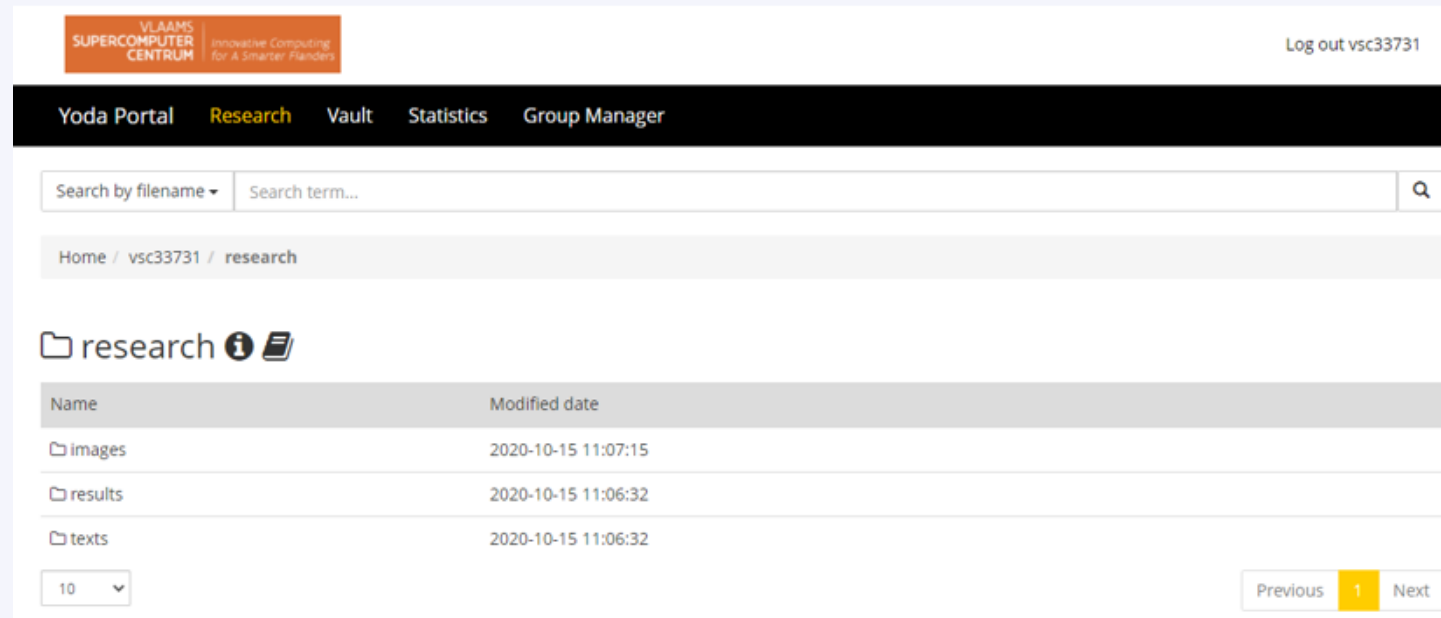 VLAAMS
SUPERCOMPUTER
CENTRUM
Innovative Computing
for A Smarter Flanders
Log out vsc33731
Yoda Portal Research Vault Statistics Group Manager
Search by filename Search term...
Home / vsc33731 / research
research
Name Modified date
images 2020-10-15 11:07:15
results 2020-10-15 11:06:32
texts 2020-10-15 11:06:32
10 Previous 1 Next